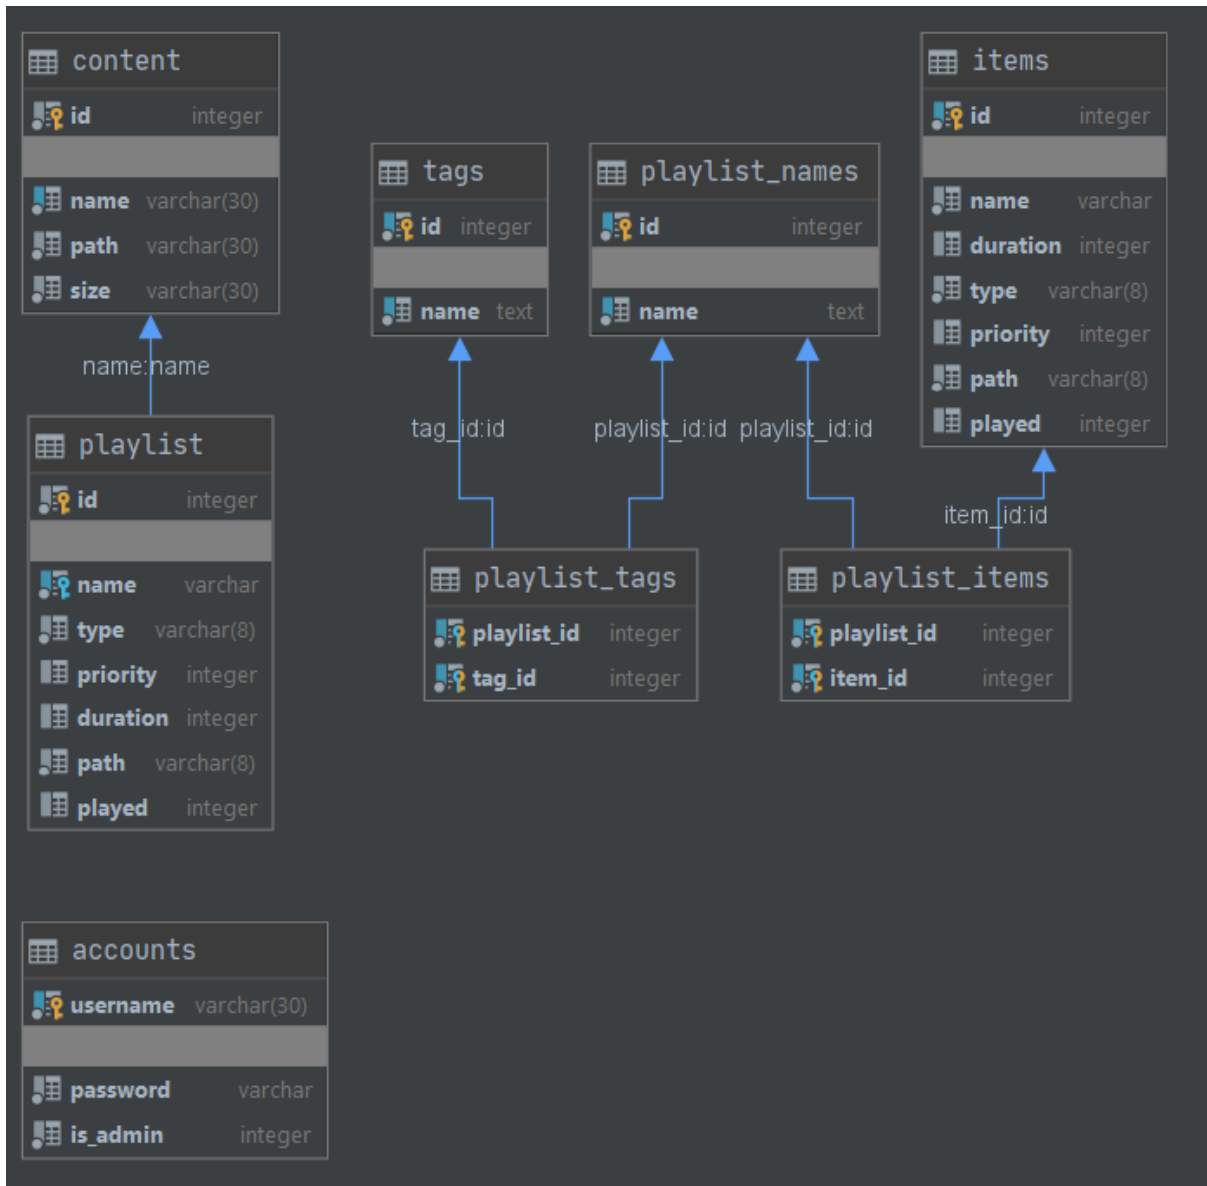 content
id integer
name varchar(30)
path varchar(30)
size varchar(30)
name:name
playlist
id integer
name varchar
type varchar(8)
priority integer
duration integer
path varchar(8)
played integer
accounts
username varchar(30)
password varchar
is_admin integer
tags
id integer
name text
tag_id:id
playlist_names
id integer
name text
playlist_id:id
playlist_id:id
playlist_tags
playlist_id integer
tag_id integer
items
id integer
name varchar
duration integer
type varchar(8)
priority integer
path varchar(8)
played integer
item_id:id
playlist_items
playlist_id integer
item_id integer